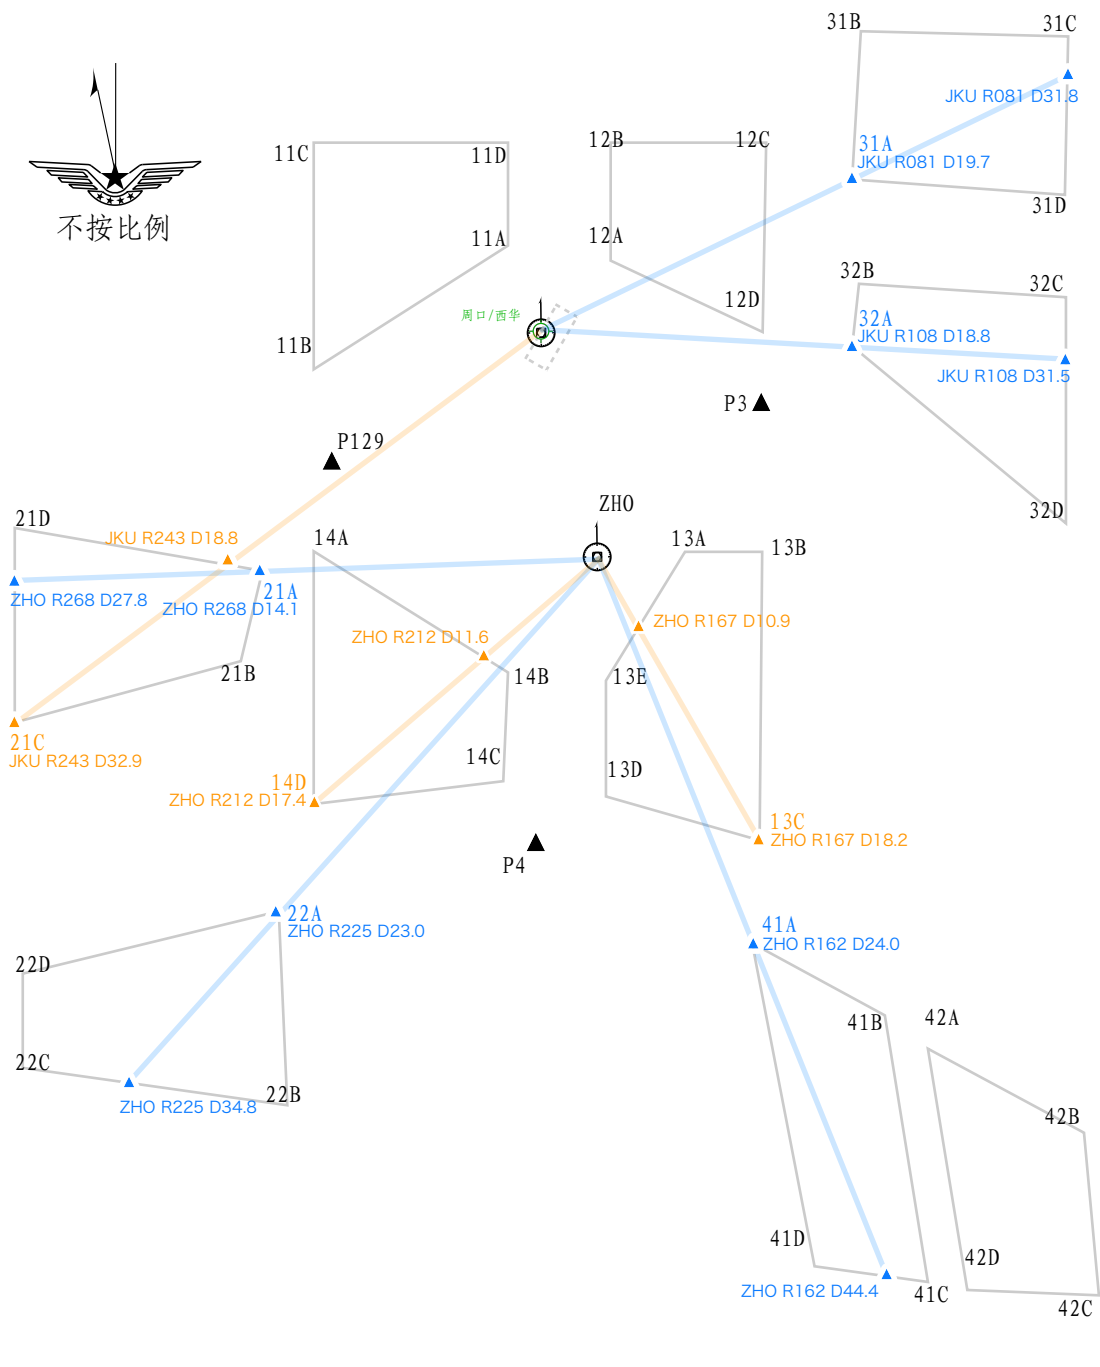 31B
31C
JKU R081 D31.8
12B
12C
31A
11C
11D
JKU R081 D19.7
31D
不按比例
11A
12A
32B
32C
12D
周口/西华
32A
JKU R108 D18.8
11B
JKU R108 D31.5
P3
P129
ZHO
32D
21D
JKU R243 D18.8
14A
13A
13B
21A
ZHO R268 D27.8
ZHO R268 D14.1
ZHO R212 D11.6
ZHO R167 D10.9
21B
14B
13E
21C
JKU R243 D32.9
14C
13D
14D
ZHO R212 D17.4
13C
ZHO R167 D18.2
P4
22A
ZHO R225 D23.0
41A
ZHO R162 D24.0
22D
41B
42A
22C
22B
ZHO R225 D34.8
42B
41D
42D
ZHO R162 D44.4
41C
42C